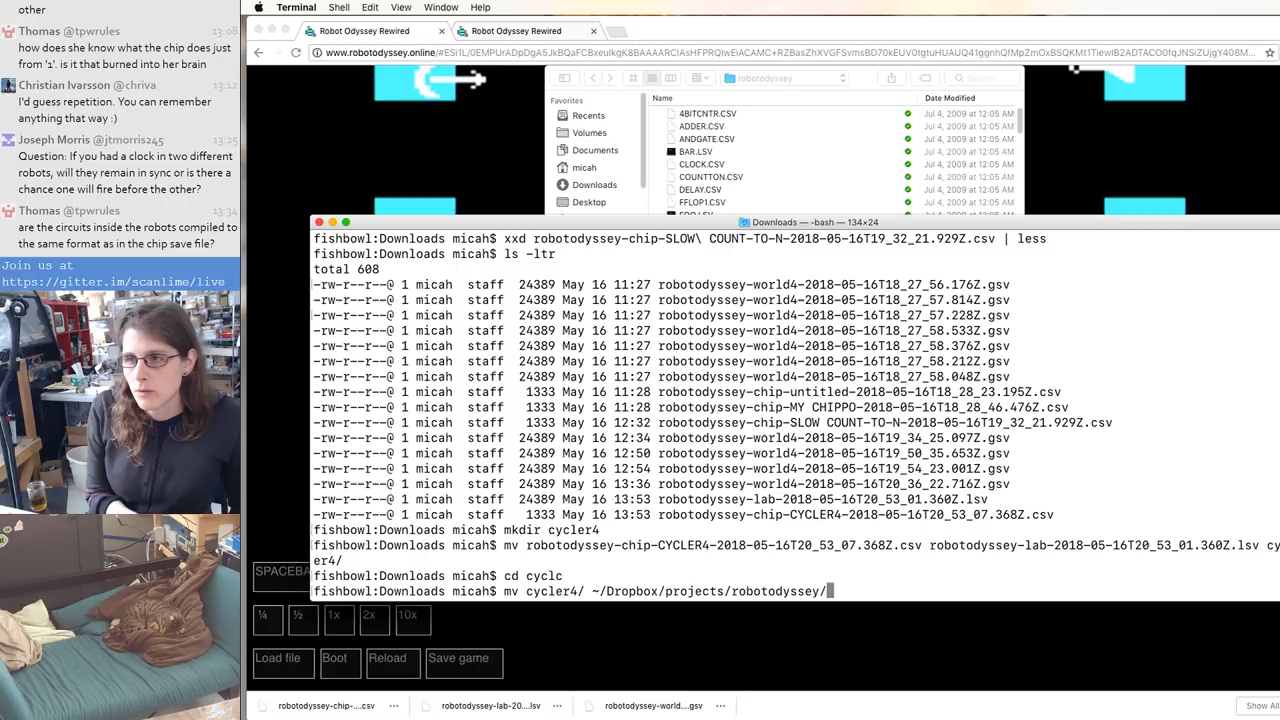 other
Thomas @tpwrules 13:08
how does she know what the chip does just
from '1'. is it that burned into her brain
Christian Ivarsson @chriva 13:12
I'd guess repetition. You can remember
anything that way :)
Joseph Morris @jtmorris245 13:25
Question: If you had a clock in two different
robots, will they remain in sync or is there a
chance one will fire before the other?
Thomas @tpwrules 13:34
are the circuits inside the robots compiled to
the same format as in the chip save file?
Join us at
https://gitter.im/scanlime/live
Terminal Shell Edit View Window Help
Robot Odyssey Rewired
Robot Odyssey Rewired
robotodyssey
Search
Favorites
Recents
Volumes
Documents
micah
Downloads
Desktop
Name Date Modified
4BITCNTR.CSV Jul 4, 2009 at 12:05 AM
ADDER.CSV Jul 4, 2009 at 12:05 AM
ANDGATE.CSV Jul 4, 2009 at 12:05 AM
BAR.LSV Jul 4, 2009 at 12:05 AM
CLOCK.CSV Jul 4, 2009 at 12:05 AM
COUNTTON.CSV Jul 4, 2009 at 12:05 AM
DELAY.CSV Jul 4, 2009 at 12:05 AM
FFLOP1.CSV Jul 4, 2009 at 12:05 AM
Downloads — -bash — 134×24
fishbowl:Downloads micah$ xxd robotodyssey-chip-SLOW\ COUNT-TO-N-2018-05-16T19_32_21.929Z.csv | less
fishbowl:Downloads micah$ ls -ltr
total 608
-rw-r--r--@ 1 micah staff 24389 May 16 11:27 robotodyssey-world4-2018-05-16T18_27_56.176Z.gsv
-rw-r--r--@ 1 micah staff 24389 May 16 11:27 robotodyssey-world4-2018-05-16T18_27_57.814Z.gsv
-rw-r--r--@ 1 micah staff 24389 May 16 11:27 robotodyssey-world4-2018-05-16T18_27_57.228Z.gsv
-rw-r--r--@ 1 micah staff 24389 May 16 11:27 robotodyssey-world4-2018-05-16T18_27_58.533Z.gsv
-rw-r--r--@ 1 micah staff 24389 May 16 11:27 robotodyssey-world4-2018-05-16T18_27_58.376Z.gsv
-rw-r--r--@ 1 micah staff 24389 May 16 11:27 robotodyssey-world4-2018-05-16T18_27_58.212Z.gsv
-rw-r--r--@ 1 micah staff 24389 May 16 11:27 robotodyssey-world4-2018-05-16T18_27_58.048Z.gsv
-rw-r--r--@ 1 micah staff 1333 May 16 11:28 robotodyssey-chip-untitled-2018-05-16T18_28_23.195Z.csv
-rw-r--r--@ 1 micah staff 1333 May 16 11:28 robotodyssey-chip-MY CHIPPO-2018-05-16T18_28_46.476Z.csv
-rw-r--r--@ 1 micah staff 1333 May 16 12:32 robotodyssey-chip-SLOW COUNT-TO-N-2018-05-16T19_32_21.929Z.csv
-rw-r--r--@ 1 micah staff 24389 May 16 12:34 robotodyssey-world4-2018-05-16T19_34_25.097Z.gsv
-rw-r--r--@ 1 micah staff 24389 May 16 12:50 robotodyssey-world4-2018-05-16T19_50_35.653Z.gsv
-rw-r--r--@ 1 micah staff 24389 May 16 12:54 robotodyssey-world4-2018-05-16T19_54_23.001Z.gsv
-rw-r--r--@ 1 micah staff 24389 May 16 13:36 robotodyssey-world4-2018-05-16T20_36_22.716Z.gsv
-rw-r--r--@ 1 micah staff 24389 May 16 13:53 robotodyssey-lab-2018-05-16T20_53_01.360Z.lsv
-rw-r--r--@ 1 micah staff 1333 May 16 13:53 robotodyssey-chip-CYCLER4-2018-05-16T20_53_07.368Z.csv
fishbowl:Downloads micah$ mkdir cycler4
fishbowl:Downloads micah$ mv robotodyssey-chip-CYCLER4-2018-05-16T20_53_07.368Z.csv robotodyssey-lab-2018-05-16T20_53_01.360Z.lsv cy
er4/
fishbowl:Downloads micah$ cd cyclc
fishbowl:Downloads micah$ mv cycler4/ ~/Dropbox/projects/robotodyssey/
SPACEBA
¼ ½ 1x 2x 10x
Load file Boot Reload Save game
robotodyssey-chip-....csv ··· robotodyssey-lab-20....lsv ··· robotodyssey-world....gsv ··· Show All